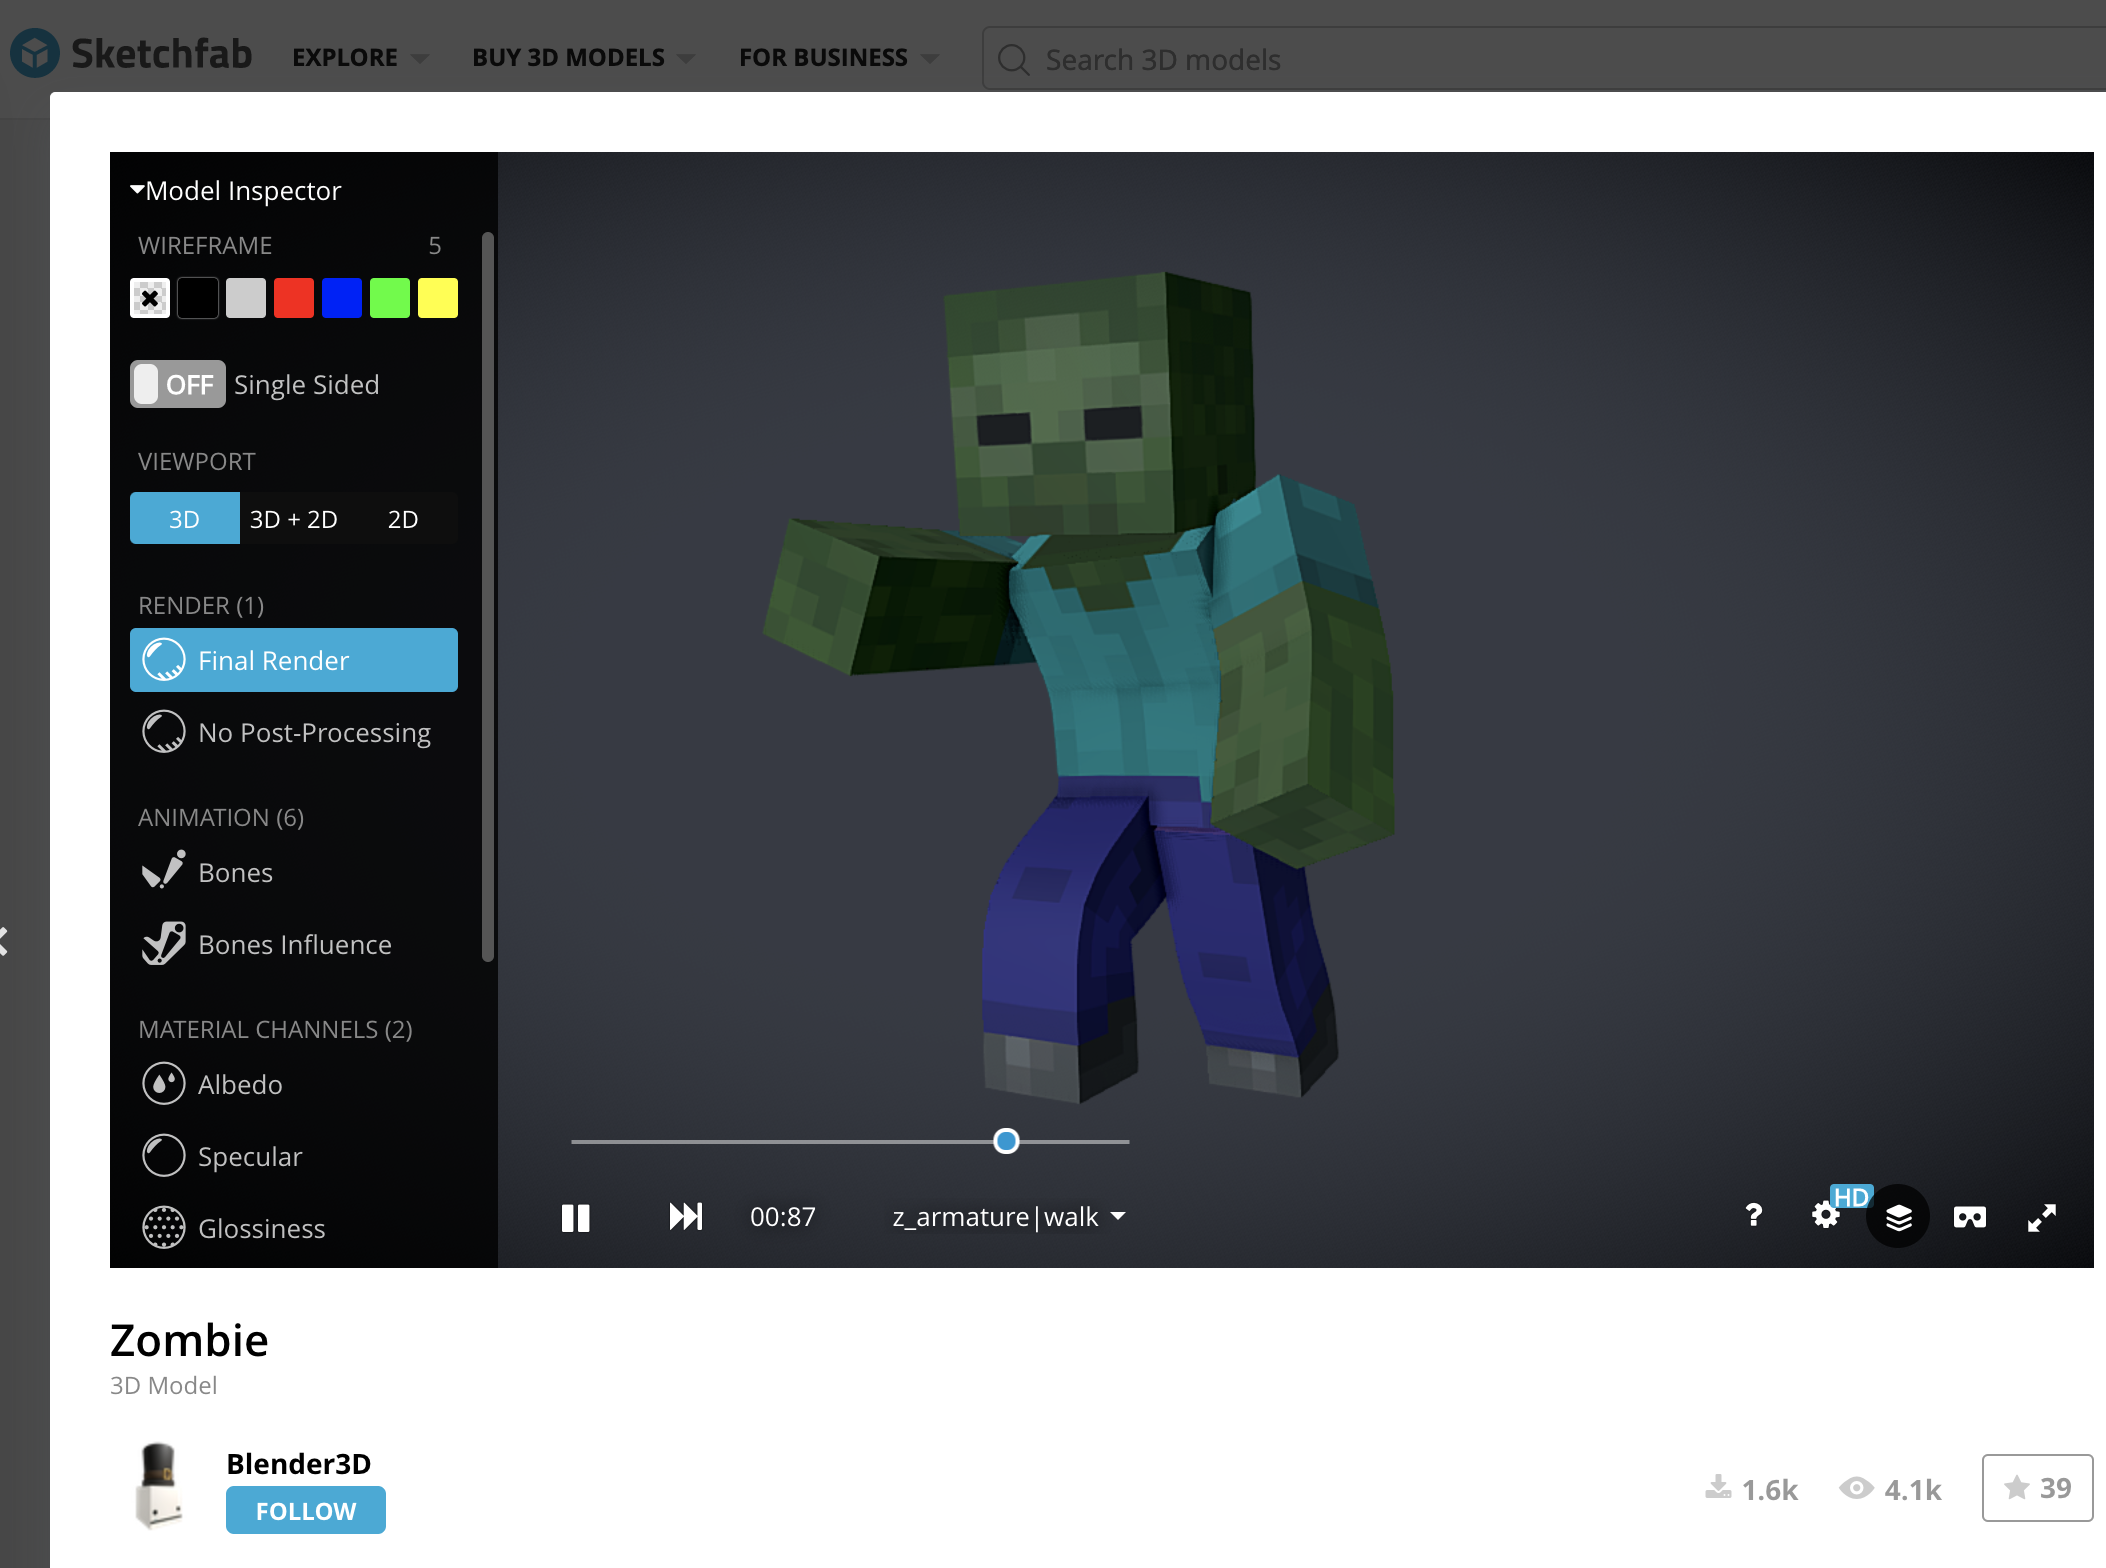 Sketchfab EXPLORE BUY 3D MODELS FOR BUSINESS Search 3D models
Model Inspector
WIREFRAME 5
OFF Single Sided
VIEWPORT
3D 3D + 2D 2D
RENDER (1)
Final Render
No Post-Processing
ANIMATION (6)
Bones
Bones Influence
MATERIAL CHANNELS (2)
Albedo
Specular
Glossiness
00:87 z_armature|walk ? HD
Zombie
3D Model
Blender3D
FOLLOW
1.6k 4.1k 39